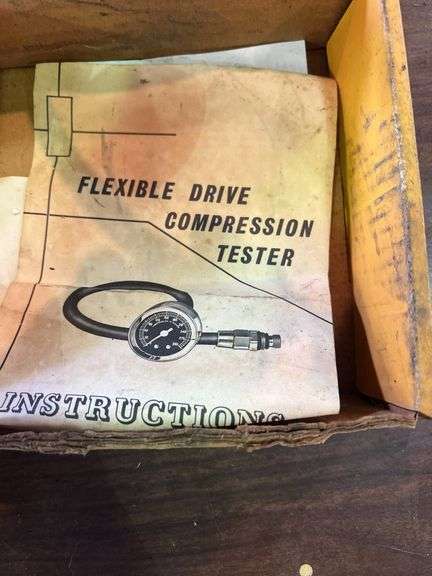 FLEXIBLE DRIVE
COMPRESSION
TESTER
INSTRUCTIONS